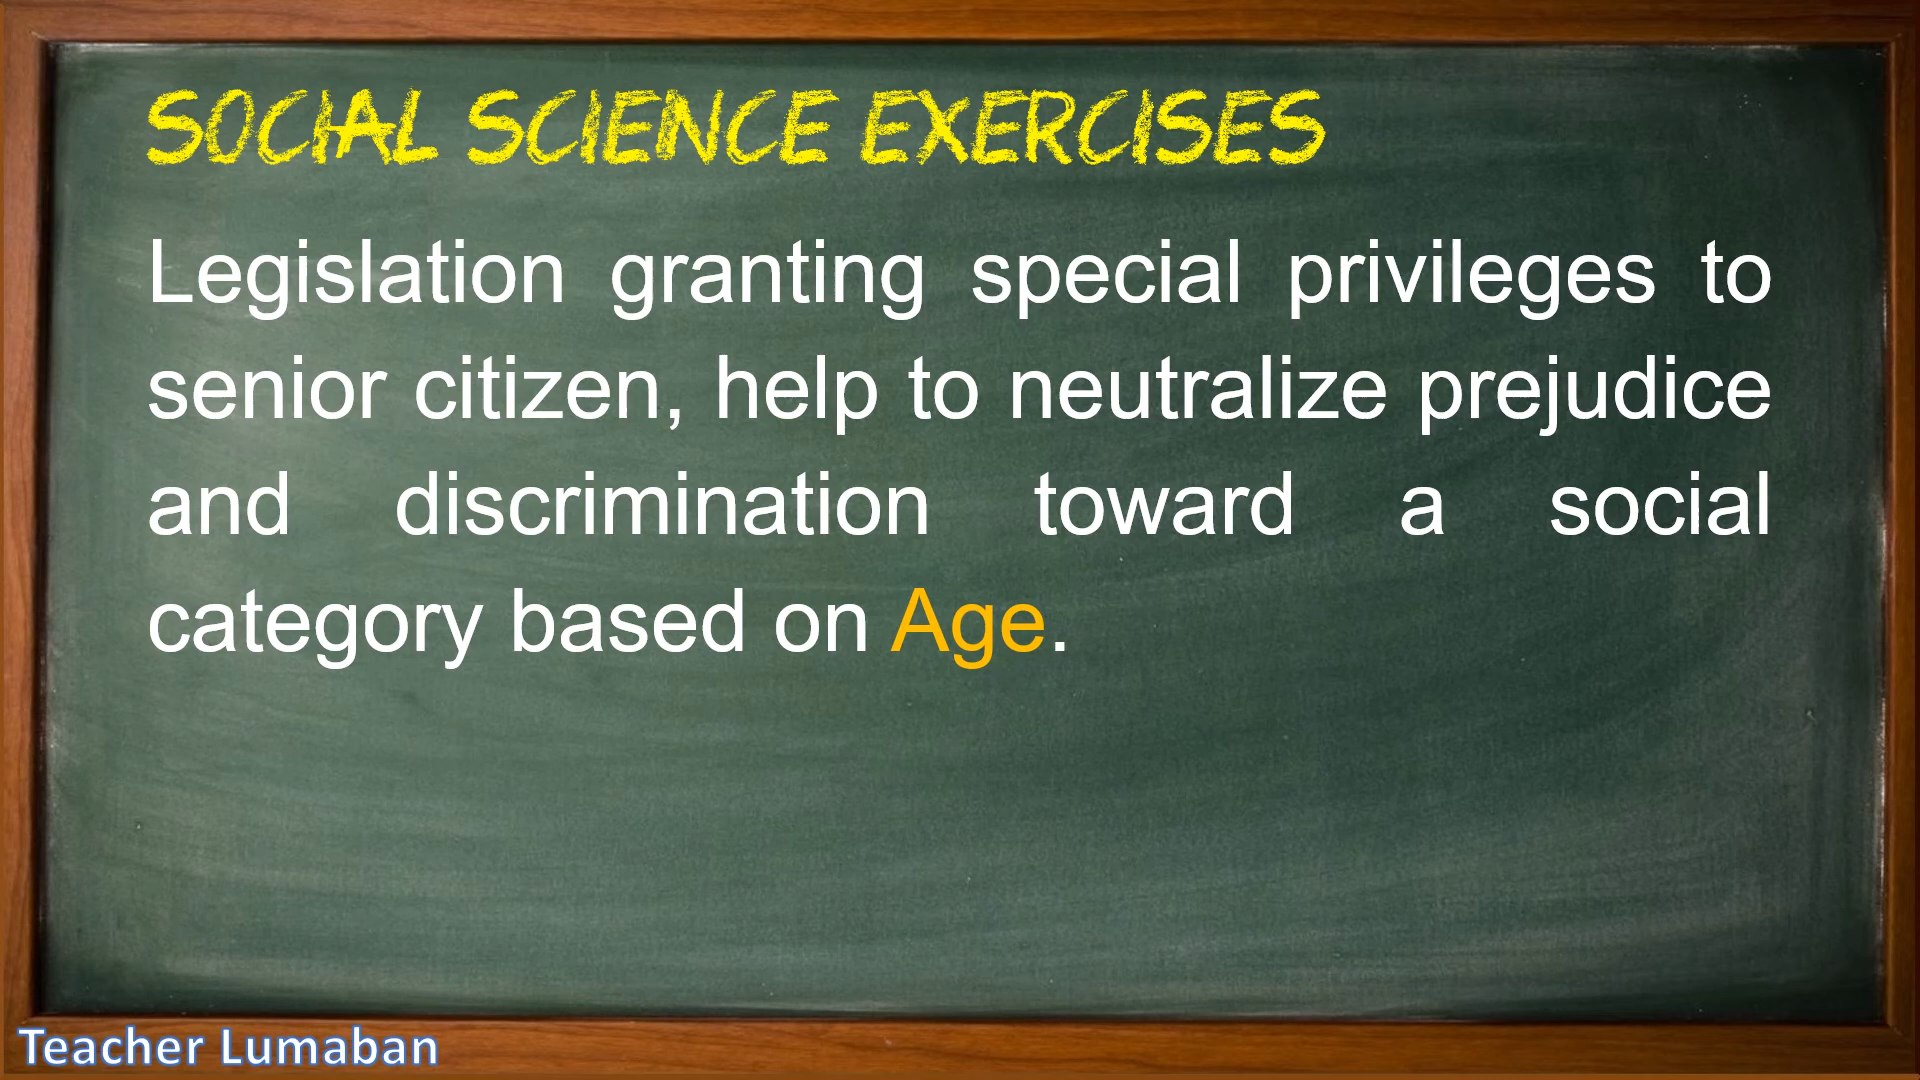 SOCIAL SCIENCE EXERCISES
Legislation granting special privileges to
senior citizen, help to neutralize prejudice
and discrimination toward a social
category based on Age.
Teacher Lumaban